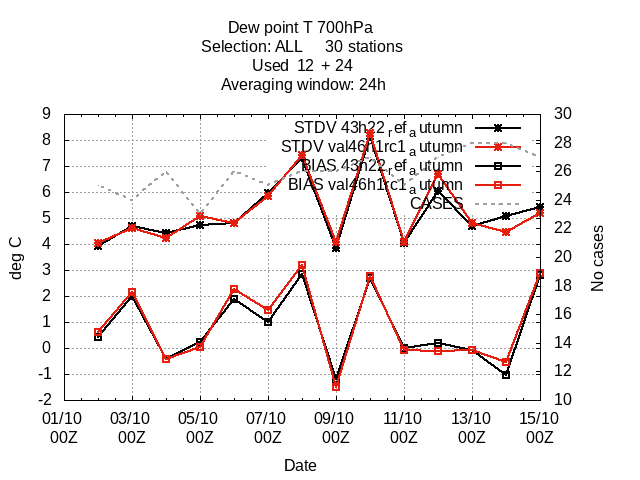 Dew point T 700hPa
Selection: ALL 30 stations
Used 12 + 24
Averaging window: 24h
9
8
7
6
5
4
3
2
1
0
-1
-2
30
28
26
24
22
20
18
16
14
12
10
STDV 43h22_ref_autumn
STDV val46h1rc1_autumn
BIAS 43h22_ref_autumn
BIAS val46h1rc1_autumn
CASES
deg C
No cases
01/10 03/10 05/10 07/10 09/10 11/10 13/10 15/10
00Z 00Z 00Z 00Z 00Z 00Z 00Z 00Z
Date